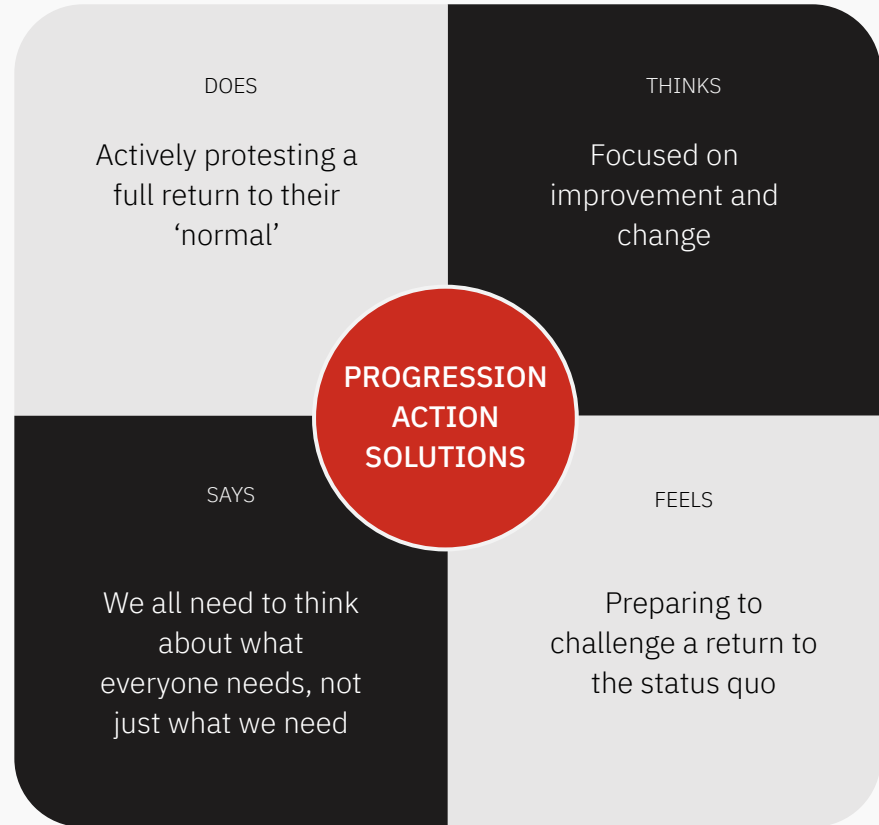 DOES
Actively protesting a
full return to their
‘normal’
THINKS
Focused on
improvement and
change
PROGRESSION
ACTION
SOLUTIONS
SAYS
We all need to think
about what
everyone needs, not
just what we need
FEELS
Preparing to
challenge a return to
the status quo